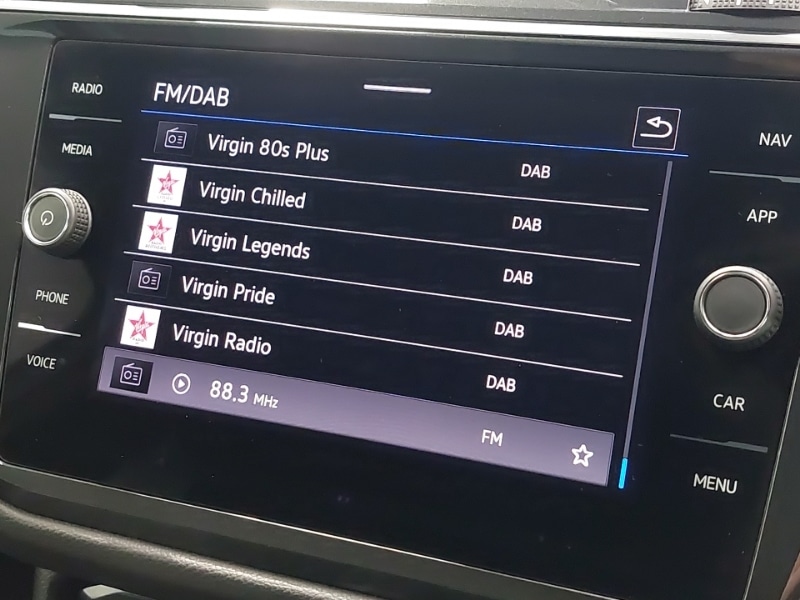 RADIO
MEDIA
PHONE
VOICE
FM/DAB
Virgin 80s Plus DAB
Virgin Chilled DAB
Virgin Legends DAB
Virgin Pride DAB
Virgin Radio DAB
88.3 MHz FM
NAV
APP
CAR
MENU